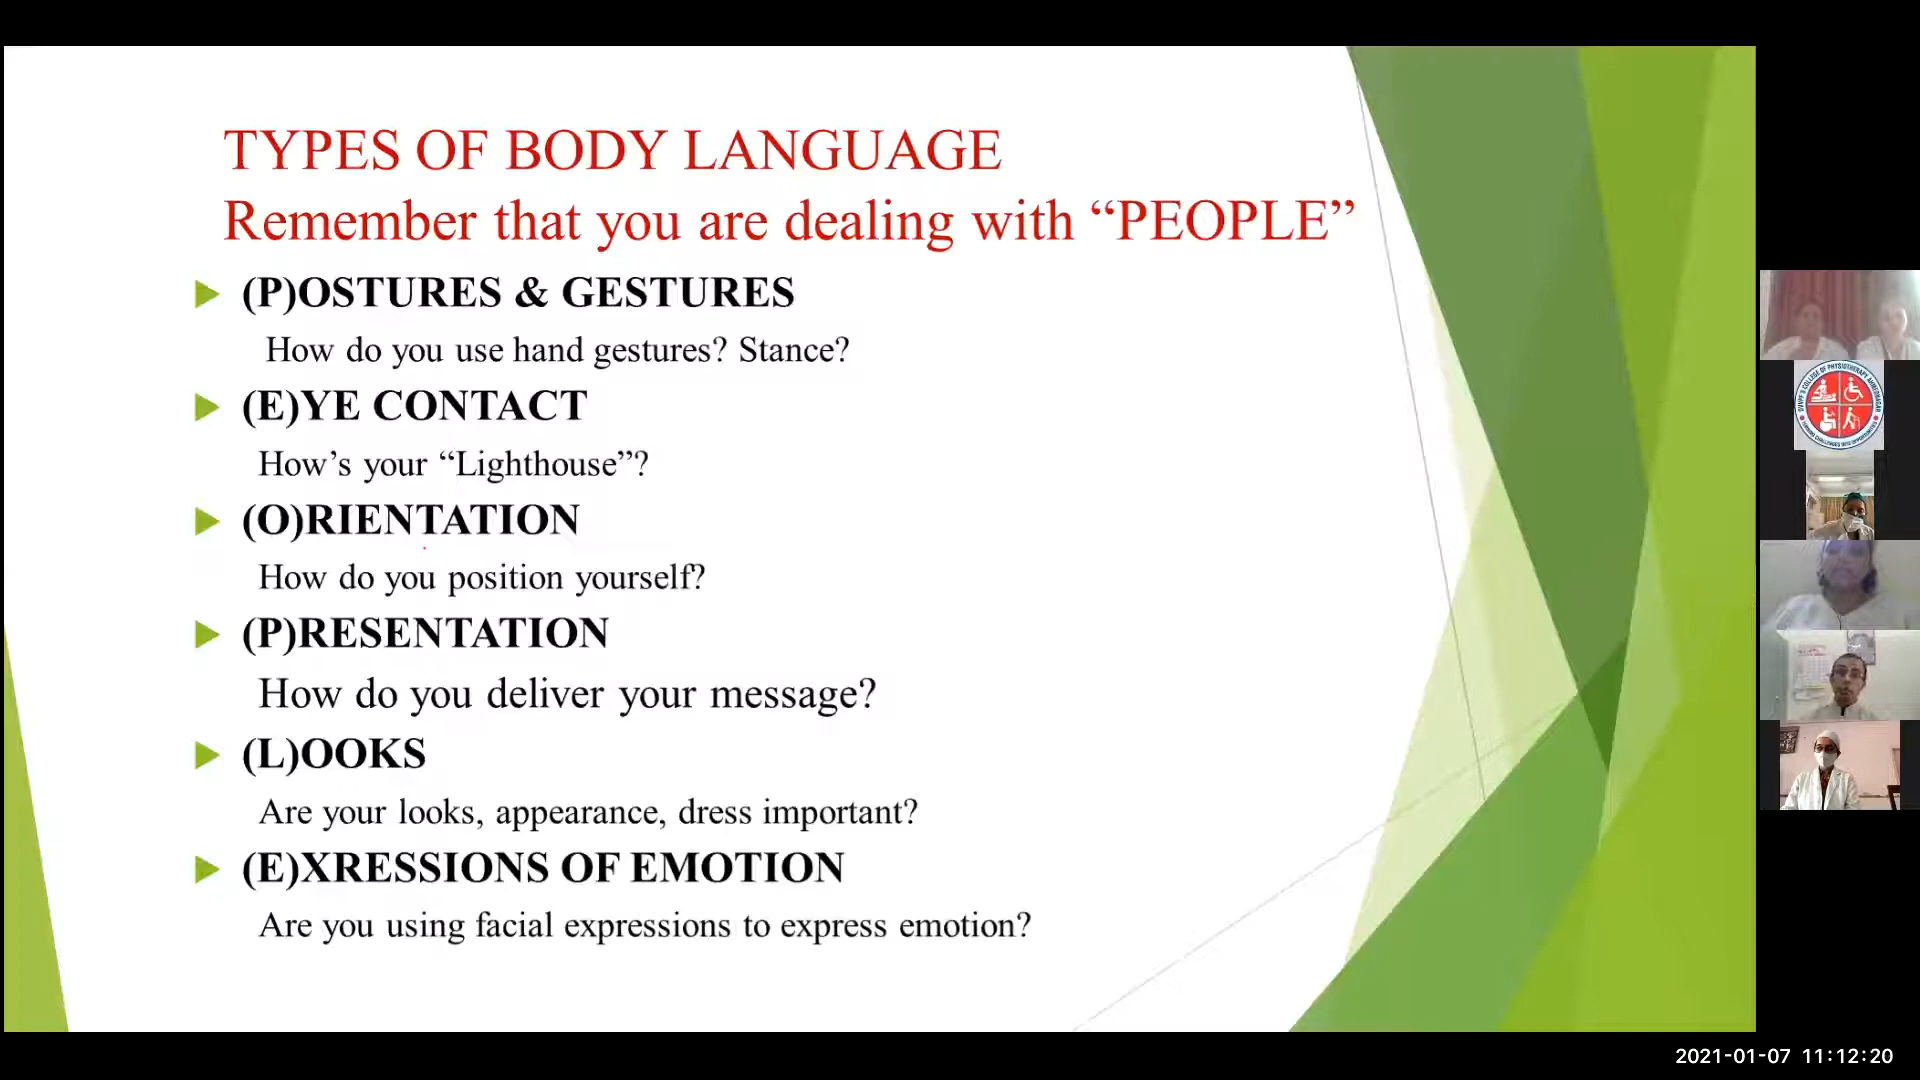 TYPES OF BODY LANGUAGE
Remember that you are dealing with “PEOPLE”
(P)OSTURES & GESTURES
How do you use hand gestures? Stance?
(E)YE CONTACT
How’s your “Lighthouse”?
(O)RIENTATION
How do you position yourself?
(P)RESENTATION
How do you deliver your message?
(L)OOKS
Are your looks, appearance, dress important?
(E)XRESSIONS OF EMOTION
Are you using facial expressions to express emotion?
COLLEGE OF PHYSIOTHERAPY
2021-01-07 11:12:20